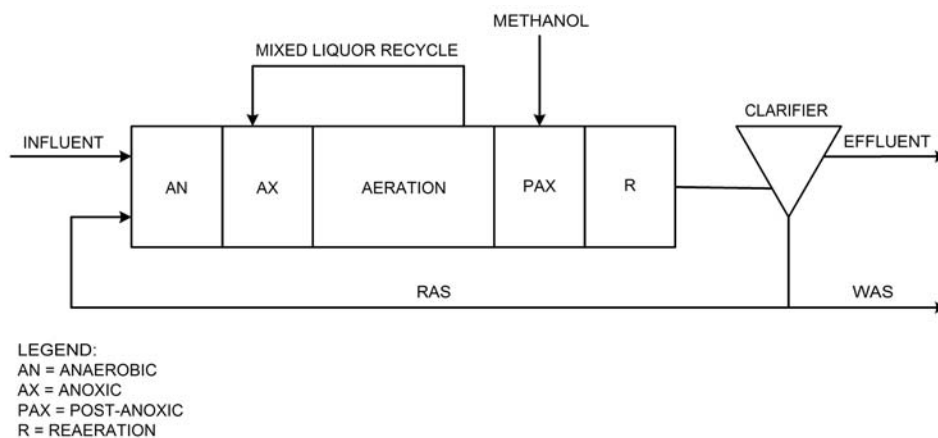 METHANOL
MIXED LIQUOR RECYCLE
CLARIFIER
INFLUENT
EFFLUENT
AN
AX
AERATION
PAX
R
RAS
WAS
LEGEND:
AN = ANAEROBIC
AX = ANOXIC
PAX = POST-ANOXIC
R = REAERATION